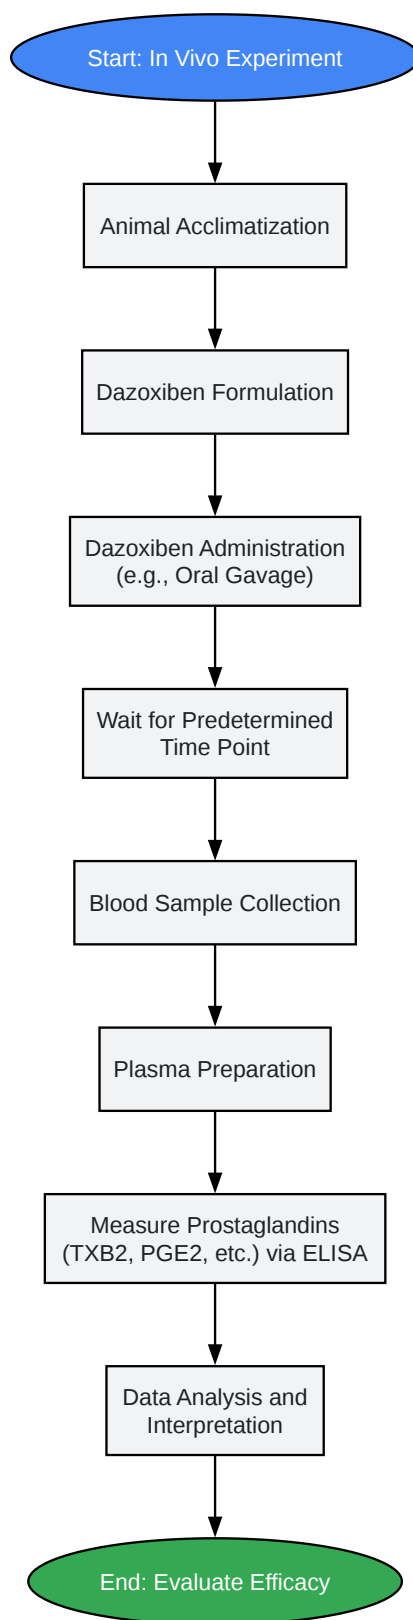 Start: In Vivo Experiment
Animal Acclimatization
Dazoxiben Formulation
Dazoxiben Administration
(e.g., Oral Gavage)
Wait for Predetermined
Time Point
Blood Sample Collection
Plasma Preparation
Measure Prostaglandins
(TXB2, PGE2, etc.) via ELISA
Data Analysis and
Interpretation
End: Evaluate Efficacy